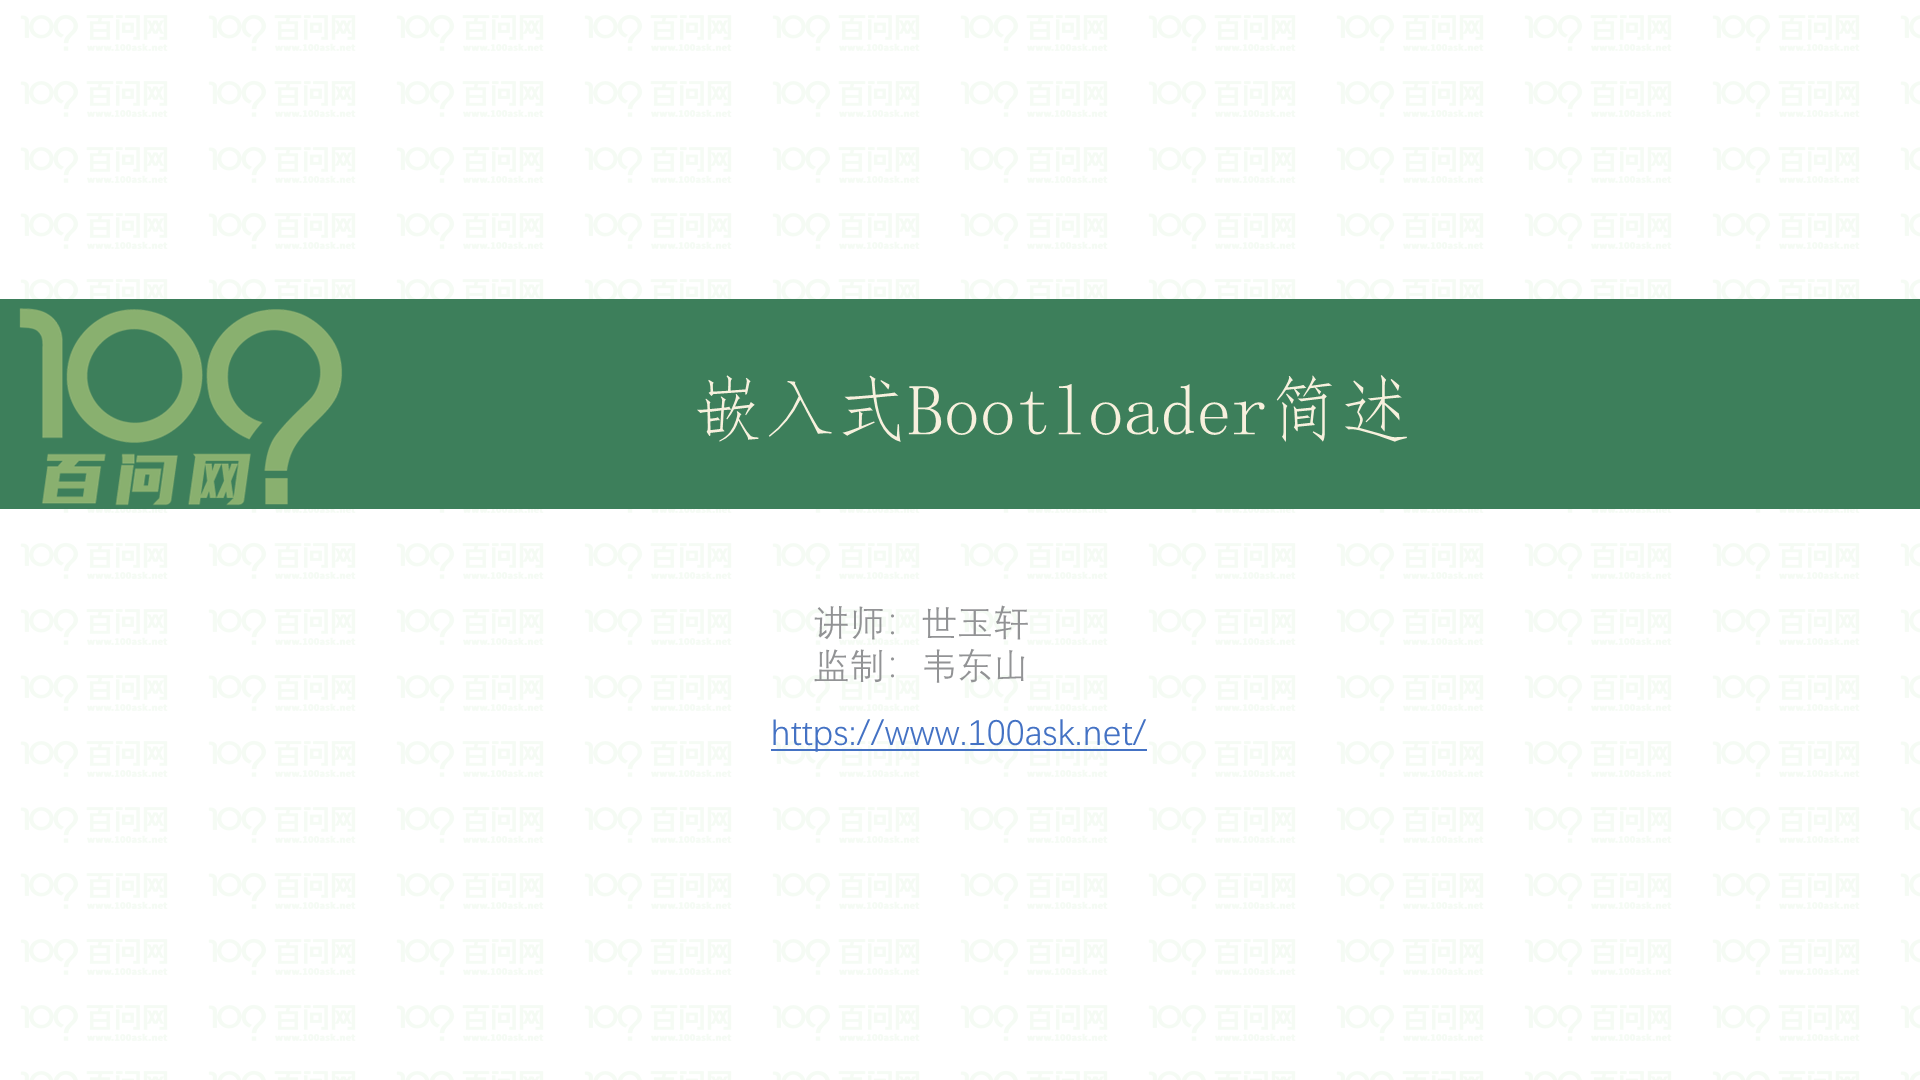 100?
百问网
嵌入式Bootloader简述
讲师：世玉轩
监制：韦东山
https://www.100ask.net/